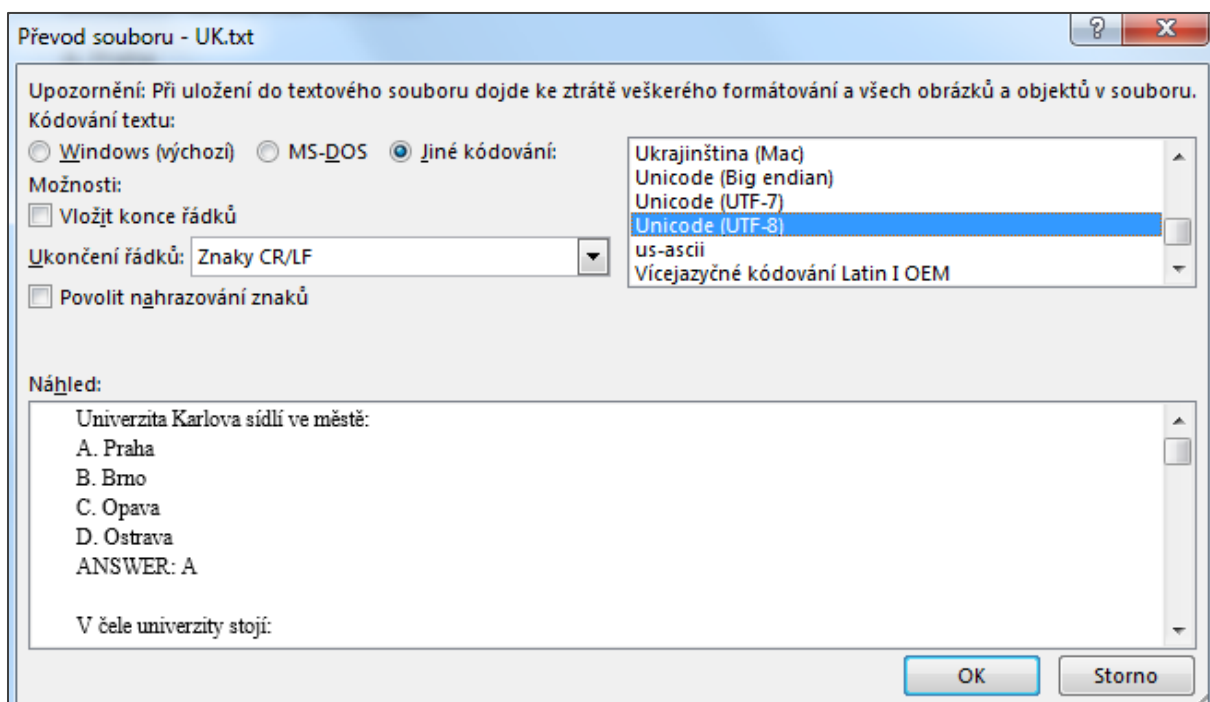 Převod souboru - UK.txt
Upozornění: Při uložení do textového souboru dojde ke ztrátě veškerého formátování a všech obrázků a objektů v souboru.
Kódování textu:
Windows (výchozí) MS-DOS Jiné kódování:
Možnosti:
Vložit konce řádků
Ukončení řádků: Znaky CR/LF
Povolit nahrazování znaků
Ukrajinština (Mac)
Unicode (Big endian)
Unicode (UTF-7)
Unicode (UTF-8)
us-ascii
Vícejazyčné kódování Latin I OEM
Náhled:
Univerzita Karlova sídlí ve městě:
A. Praha
B. Brno
C. Opava
D. Ostrava
ANSWER: A
V čele univerzity stojí:
OK Storno